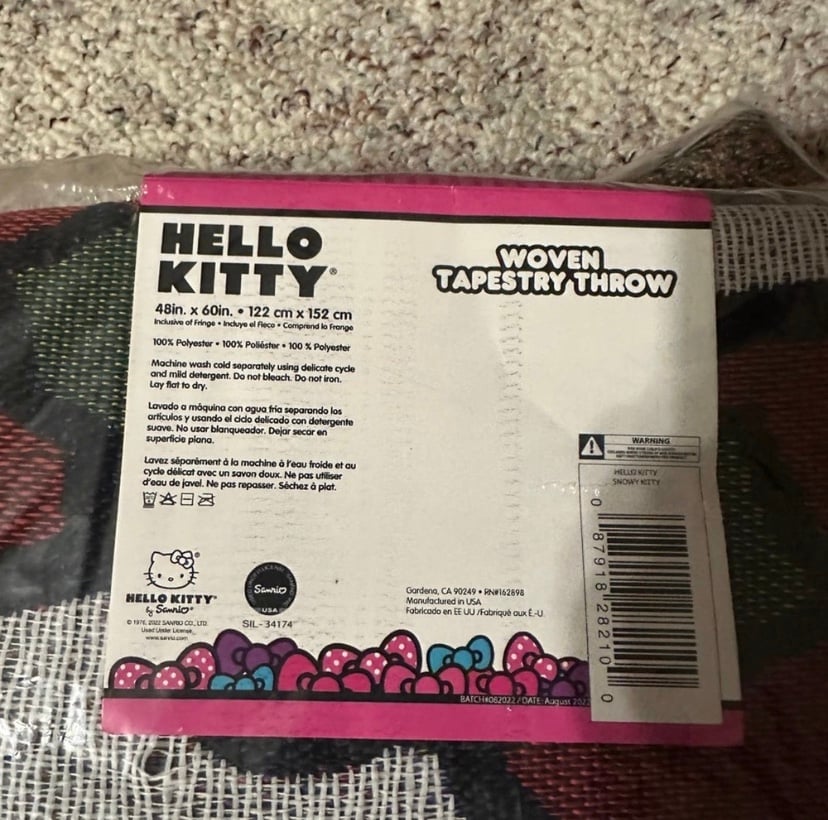 HELLO
KITTY®
48in. x 60in. • 122 cm x 152 cm
Inclusive of Fringe • Incluye el Fleco • Comprend la Frange
100% Polyester • 100% Poliéster • 100 % Polyester
Machine wash cold separately using delicate cycle
and mild detergent. Do not bleach. Do not iron.
Lay flat to dry.
Lavado a máquina con agua fría separando los
artículos y usando el ciclo delicado con detergente
suave. No usar blanqueador. Dejar secar en
superficie plana.
Lavez séparément à la machine à l'eau froide et au
cycle délicat avec un savon doux. Ne pas utiliser
d'eau de javel. Ne pas repasser. Séchez à plat.
HELLO KITTY®
by Sanrio®
© 1976, 2022 SANRIO CO., LTD.
Used Under License.
www.sanrio.com
Sanrio
USA
SIL-34174
WOVEN
TAPESTRY THROW
WARNING
HELLO KITTY
SNOWY KITTY
0 87918 28210 0
Gardena, CA 90249 • RN#162898
Manufactured in USA
Fabricado en EE UU /Fabriqué aux É.-U.
BATCH#062022 / DATE: August 2022